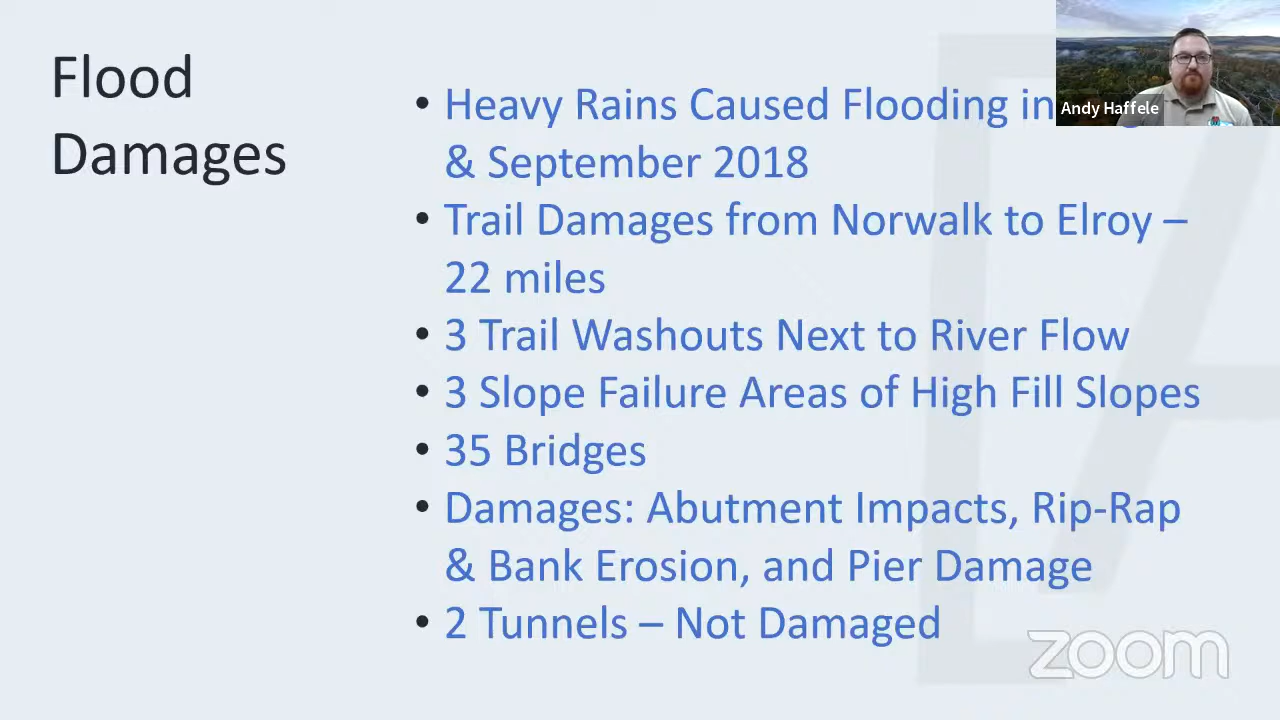 Flood
Damages
• Heavy Rains Caused Flooding in
& September 2018
• Trail Damages from Norwalk to Elroy –
22 miles
• 3 Trail Washouts Next to River Flow
• 3 Slope Failure Areas of High Fill Slopes
• 35 Bridges
• Damages: Abutment Impacts, Rip-Rap
& Bank Erosion, and Pier Damage
• 2 Tunnels – Not Damaged
Andy Haffele
zoom